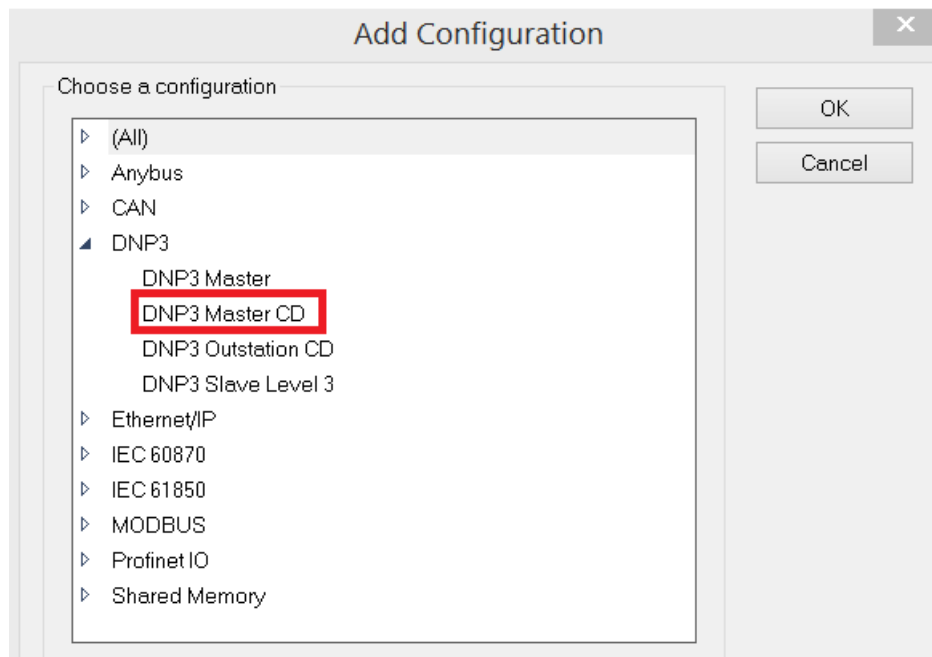 Add Configuration
Choose a configuration
OK
Cancel
(All)
Anybus
CAN
DNP3
DNP3 Master
DNP3 Master CD
DNP3 Outstation CD
DNP3 Slave Level 3
Ethernet/IP
IEC 60870
IEC 61850
MODBUS
Profinet IO
Shared Memory